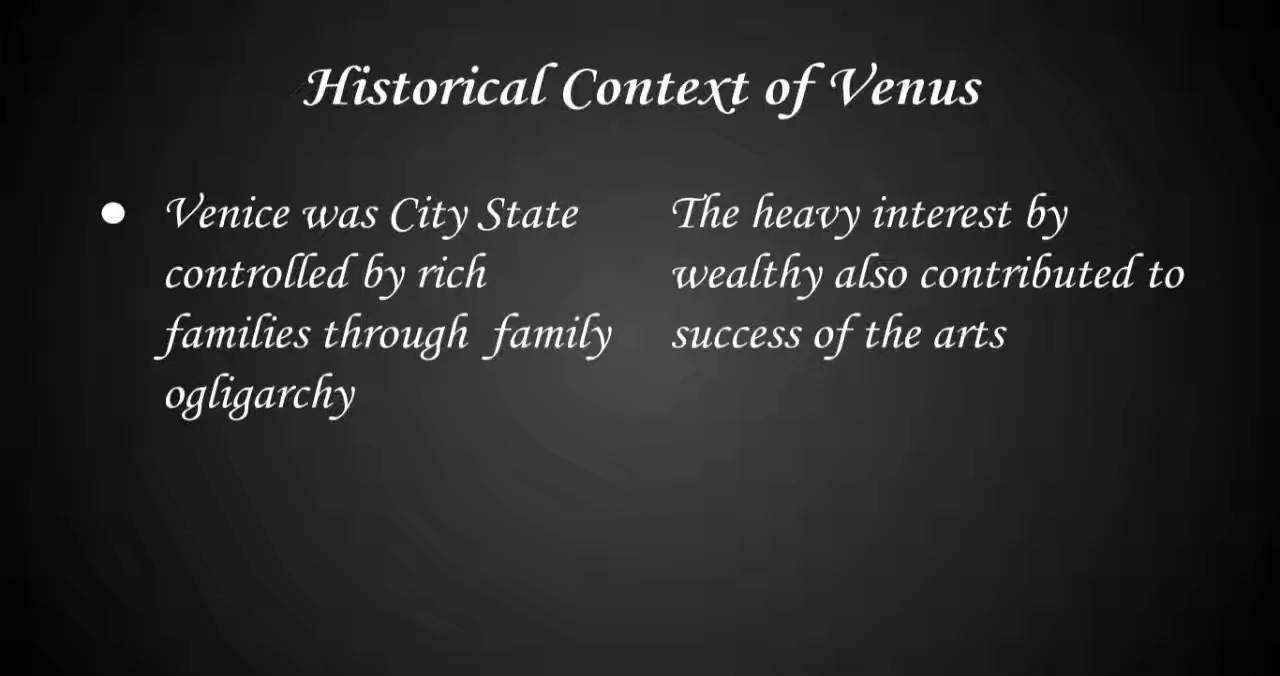 Historical Context of Venus
● Venice was City State
controlled by rich
families through family
ogligarchy
The heavy interest by
wealthy also contributed to
success of the arts